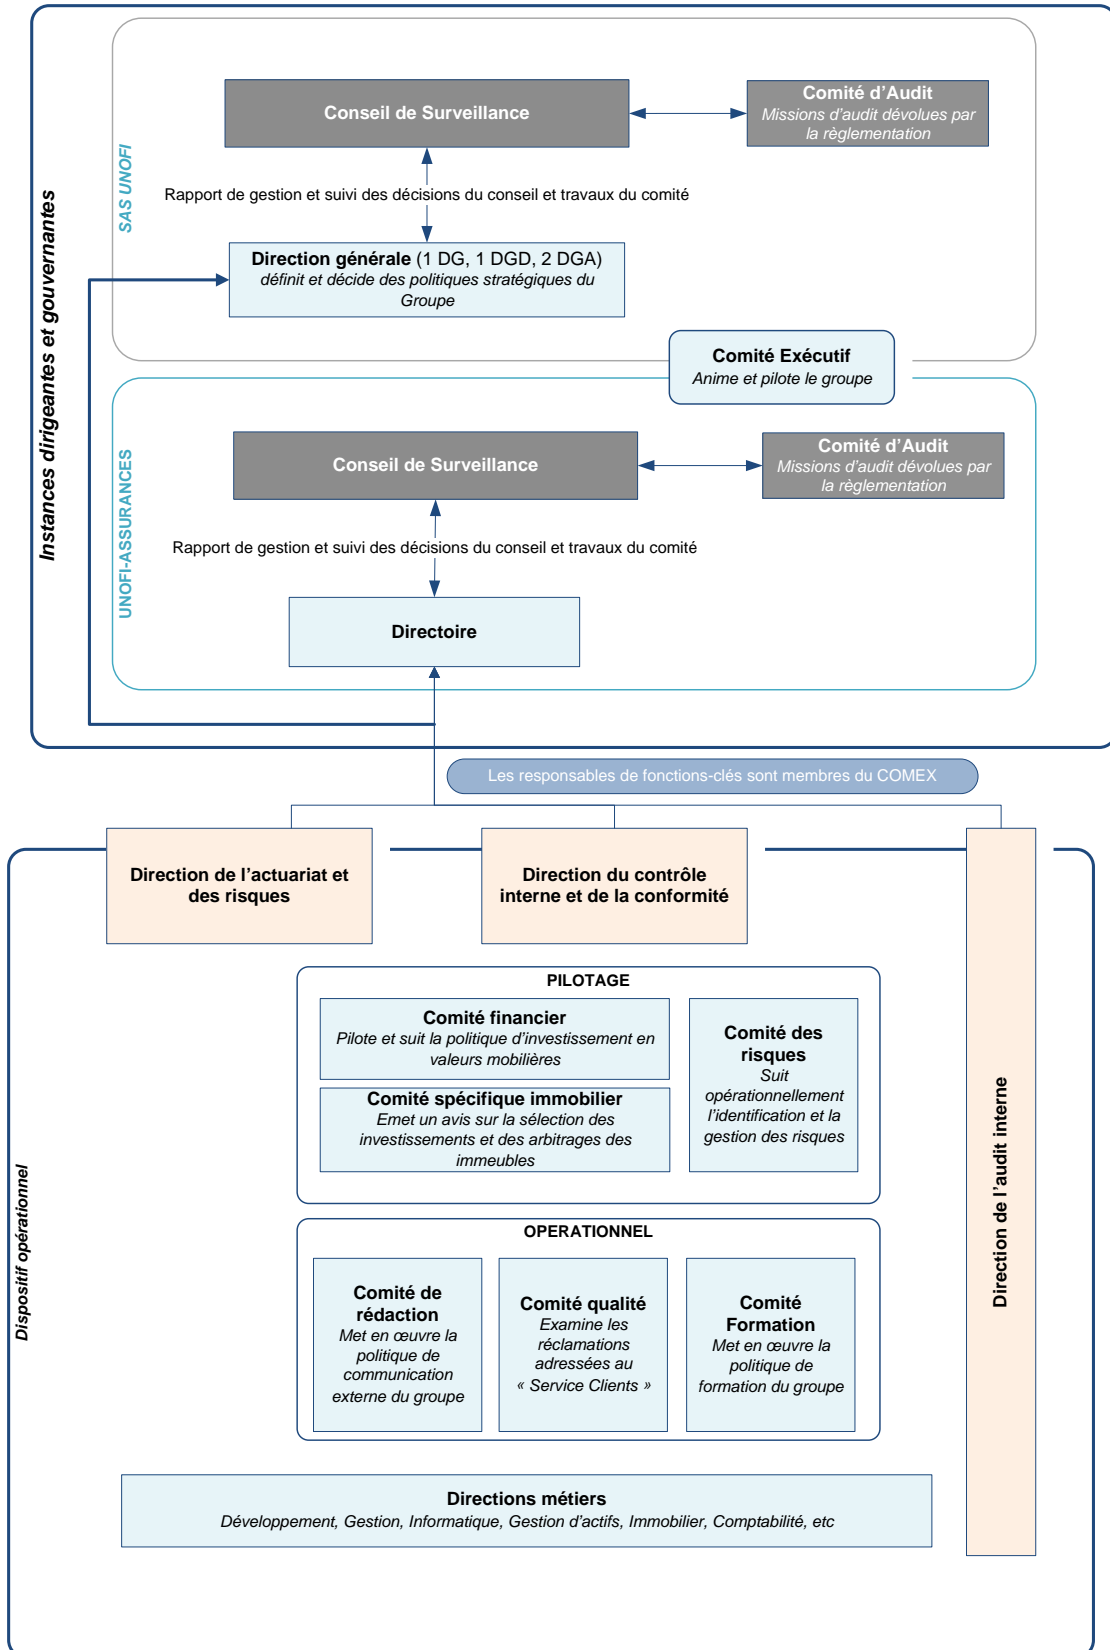 Instances dirigeantes et gouvernantes
SAS UNOFI
Conseil de Surveillance
Comité d'Audit
Missions d'audit dévolues par
la règlementation
Rapport de gestion et suivi des décisions du conseil et travaux du comité
Direction générale (1 DG, 1 DGD, 2 DGA)
définit et décide des politiques stratégiques du
Groupe
Comité Exécutif
Anime et pilote le groupe
UNOFI-ASSURANCES
Conseil de Surveillance
Comité d'Audit
Missions d'audit dévolues par
la règlementation
Rapport de gestion et suivi des décisions du conseil et travaux du comité
Directoire
Les responsables de fonctions-clés sont membres du COMEX
Dispositif opérationnel
Direction de l'actuariat et
des risques
Direction du contrôle
interne et de la conformité
Direction de l'audit interne
PILOTAGE
Comité financier
Pilote et suit la politique d'investissement en
valeurs mobilières
Comité spécifique immobilier
Emet un avis sur la sélection des
investissements et des arbitrages des
immeubles
Comité des
risques
Suit
opérationnellement
l'identification et la
gestion des risques
OPERATIONNEL
Comité de
rédaction
Met en œuvre la
politique de
communication
externe du groupe
Comité qualité
Examine les
réclamations
adressées au
« Service Clients »
Comité
Formation
Met en œuvre la
politique de
formation du groupe
Directions métiers
Développement, Gestion, Informatique, Gestion d'actifs, Immobilier, Comptabilité, etc